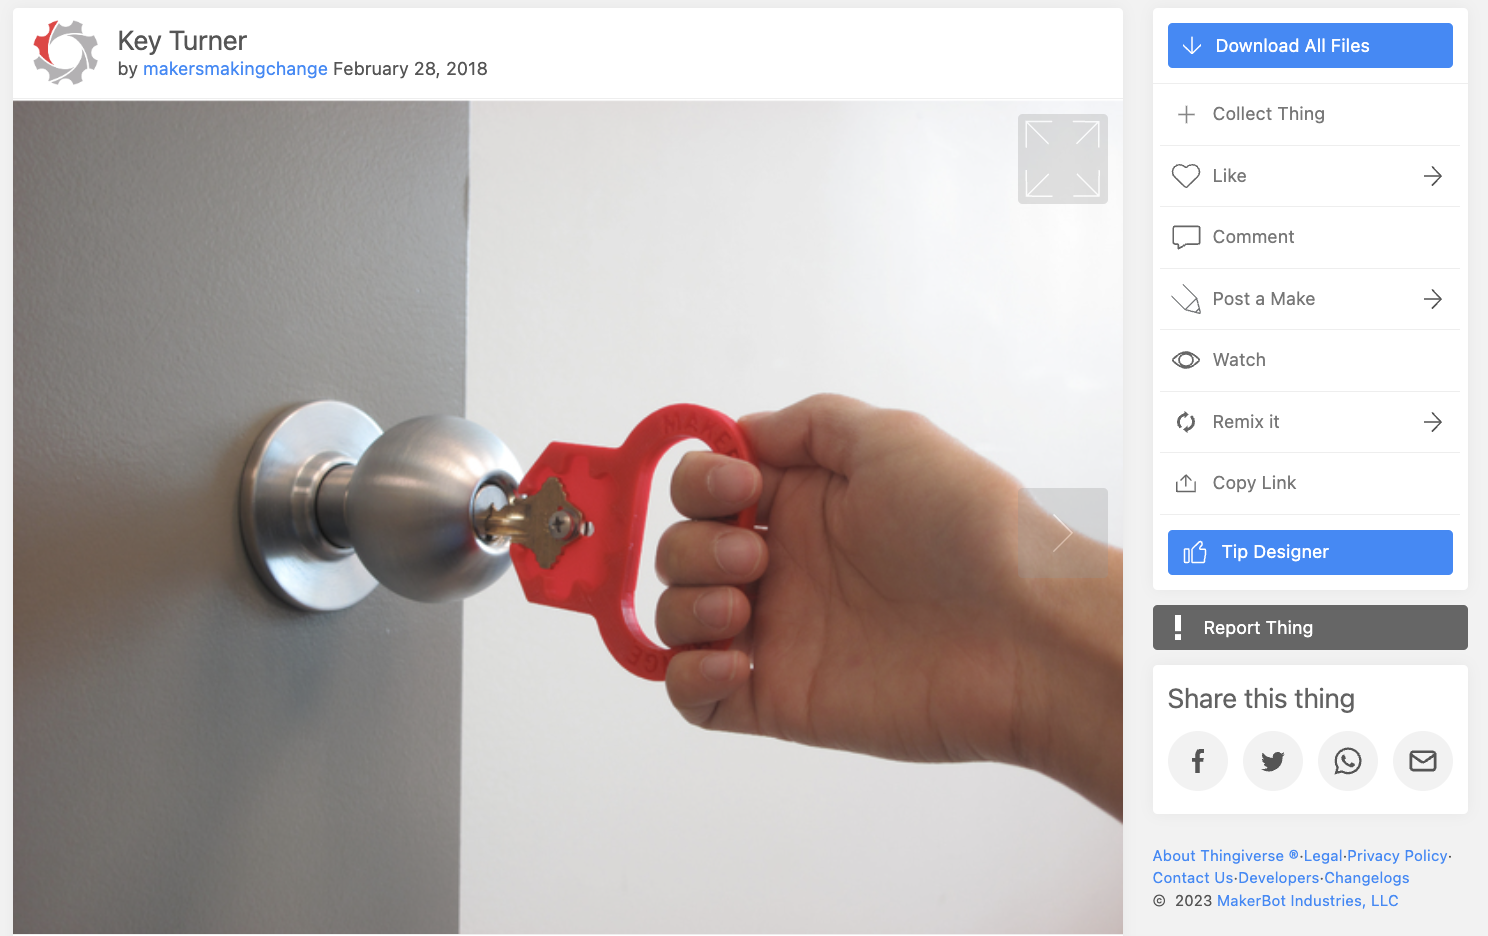 Key Turner
by makersmakingchange February 28, 2018
MAKE
GE
Download All Files
Collect Thing
Like
Comment
Post a Make
Watch
Remix it
Copy Link
Tip Designer
Report Thing
Share this thing
About Thingiverse ®·Legal·Privacy Policy·
Contact Us·Developers·Changelogs
© 2023 MakerBot Industries, LLC